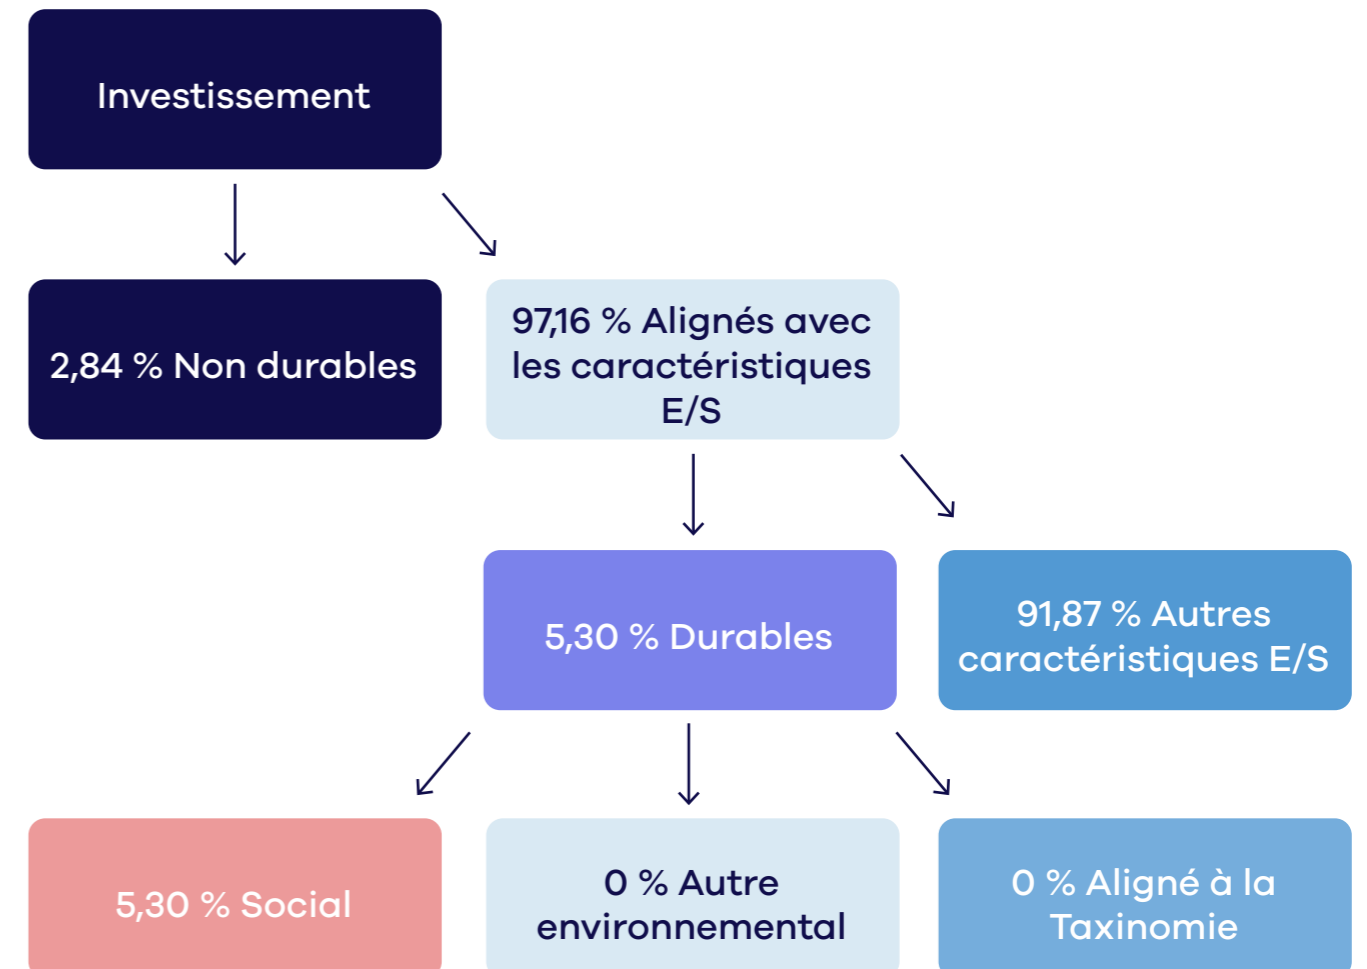 Investissement
2,84 % Non durables
97,16 % Alignés avec
les caractéristiques
E/S
5,30 % Durables
91,87 % Autres
caractéristiques E/S
5,30 % Social
0 % Autre
environnemental
0 % Aligné à la
Taxinomie